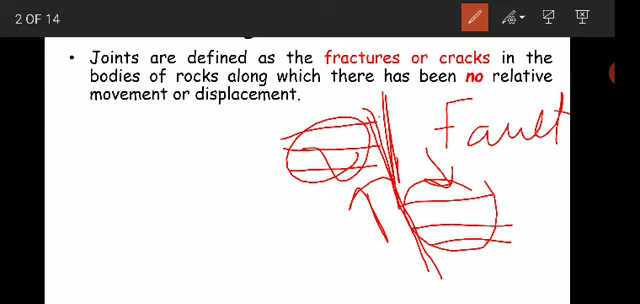 2 OF 14
• Joints are defined as the fractures or cracks in the
bodies of rocks along which there has been no relative
movement or displacement.
Fault